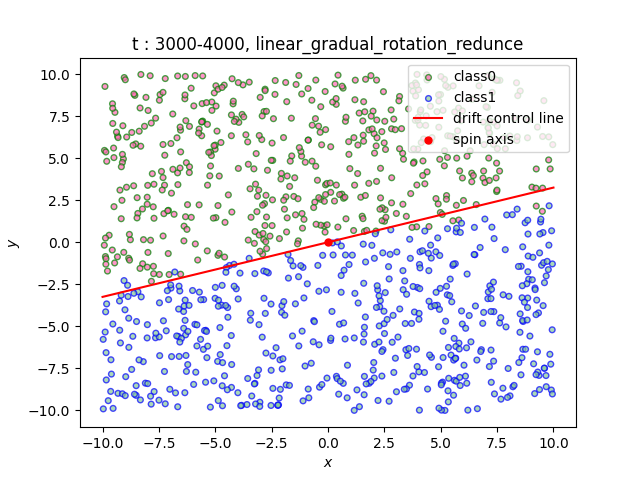 t : 3000-4000, linear_gradual_rotation_redunce
class0
class1
drift control line
spin axis
10.0
7.5
5.0
2.5
0.0
−2.5
−5.0
−7.5
−10.0
y
−10.0 −7.5 −5.0 −2.5 0.0 2.5 5.0 7.5 10.0
x